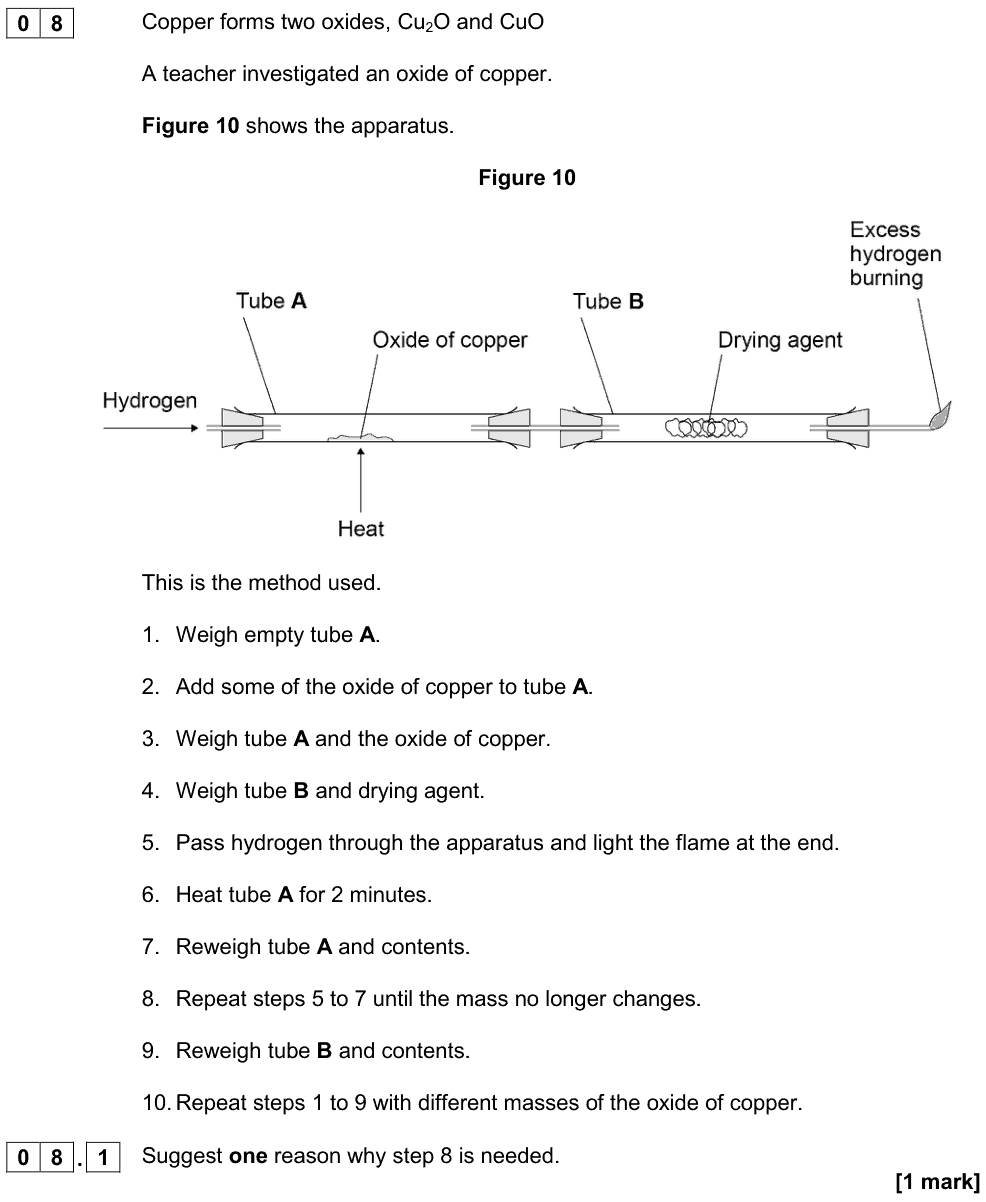 0 8 Copper forms two oxides, Cu₂O and CuO
A teacher investigated an oxide of copper.
Figure 10 shows the apparatus.
Figure 10
Excess
hydrogen
burning
Tube A
Tube B
Oxide of copper
Drying agent
Hydrogen
Heat
This is the method used.
1. Weigh empty tube A.
2. Add some of the oxide of copper to tube A.
3. Weigh tube A and the oxide of copper.
4. Weigh tube B and drying agent.
5. Pass hydrogen through the apparatus and light the flame at the end.
6. Heat tube A for 2 minutes.
7. Reweigh tube A and contents.
8. Repeat steps 5 to 7 until the mass no longer changes.
9. Reweigh tube B and contents.
10. Repeat steps 1 to 9 with different masses of the oxide of copper.
0 8 . 1 Suggest one reason why step 8 is needed.
[1 mark]